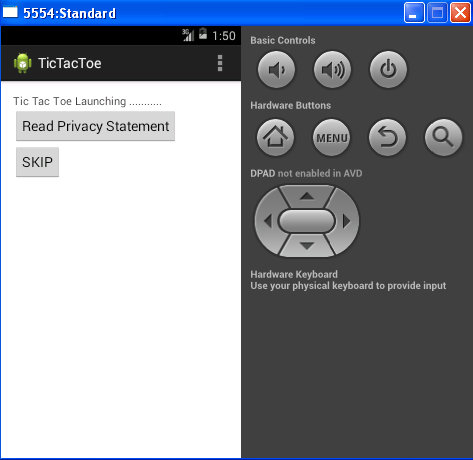 5554:Standard
3G 1:50
TicTacToe
Tic Tac Toe Launching ...........
Read Privacy Statement
SKIP
Basic Controls
Hardware Buttons
MENU
DPAD not enabled in AVD
Hardware Keyboard
Use your physical keyboard to provide input